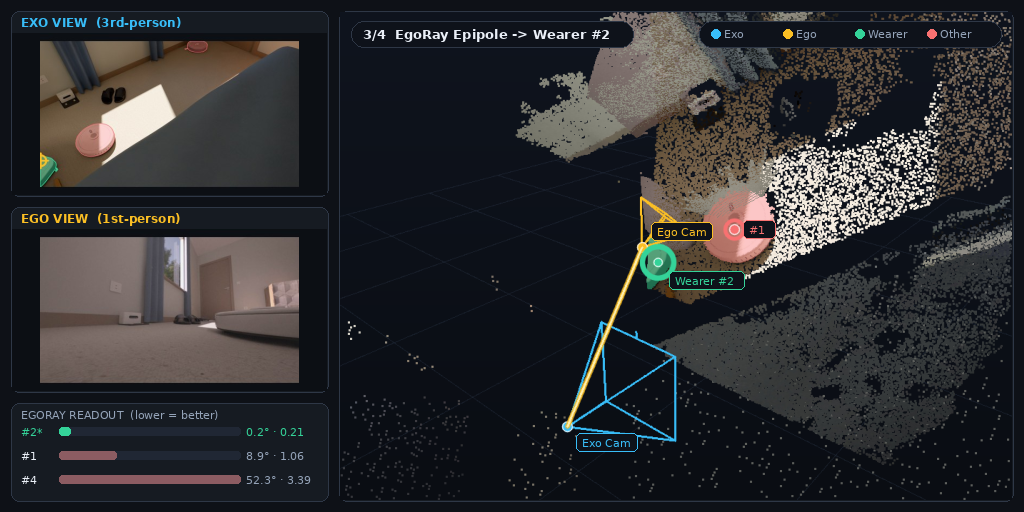 EXO VIEW (3rd-person)
EGO VIEW (1st-person)
EGORAY READOUT (lower = better)
#2* 0.2° · 0.21
#1 8.9° · 1.06
#4 52.3° · 3.39
3/4 EgoRay Epipole -> Wearer #2
Exo Ego Wearer Other
Ego Cam
#1
Wearer #2
Exo Cam